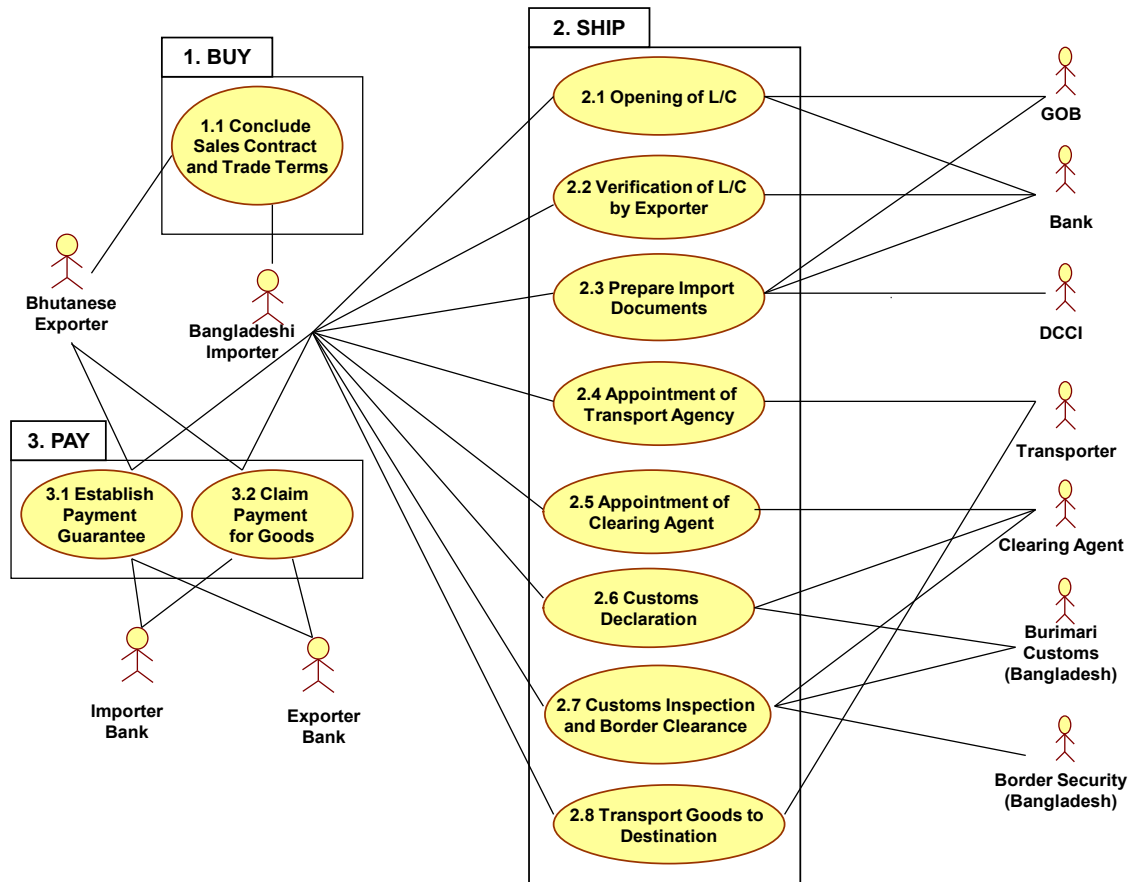 1. BUY
1.1 Conclude
Sales Contract
and Trade Terms
Bhutanese
Exporter
Bangladeshi
Importer
3. PAY
3.1 Establish
Payment
Guarantee
3.2 Claim
Payment
for Goods
Importer
Bank
Exporter
Bank
2. SHIP
2.1 Opening of L/C
2.2 Verification of L/C
by Exporter
2.3 Prepare Import
Documents
2.4 Appointment of
Transport Agency
2.5 Appointment of
Clearing Agent
2.6 Customs
Declaration
2.7 Customs Inspection
and Border Clearance
2.8 Transport Goods to
Destination
GOB
Bank
DCCI
Transporter
Clearing Agent
Burimari
Customs
(Bangladesh)
Border Security
(Bangladesh)